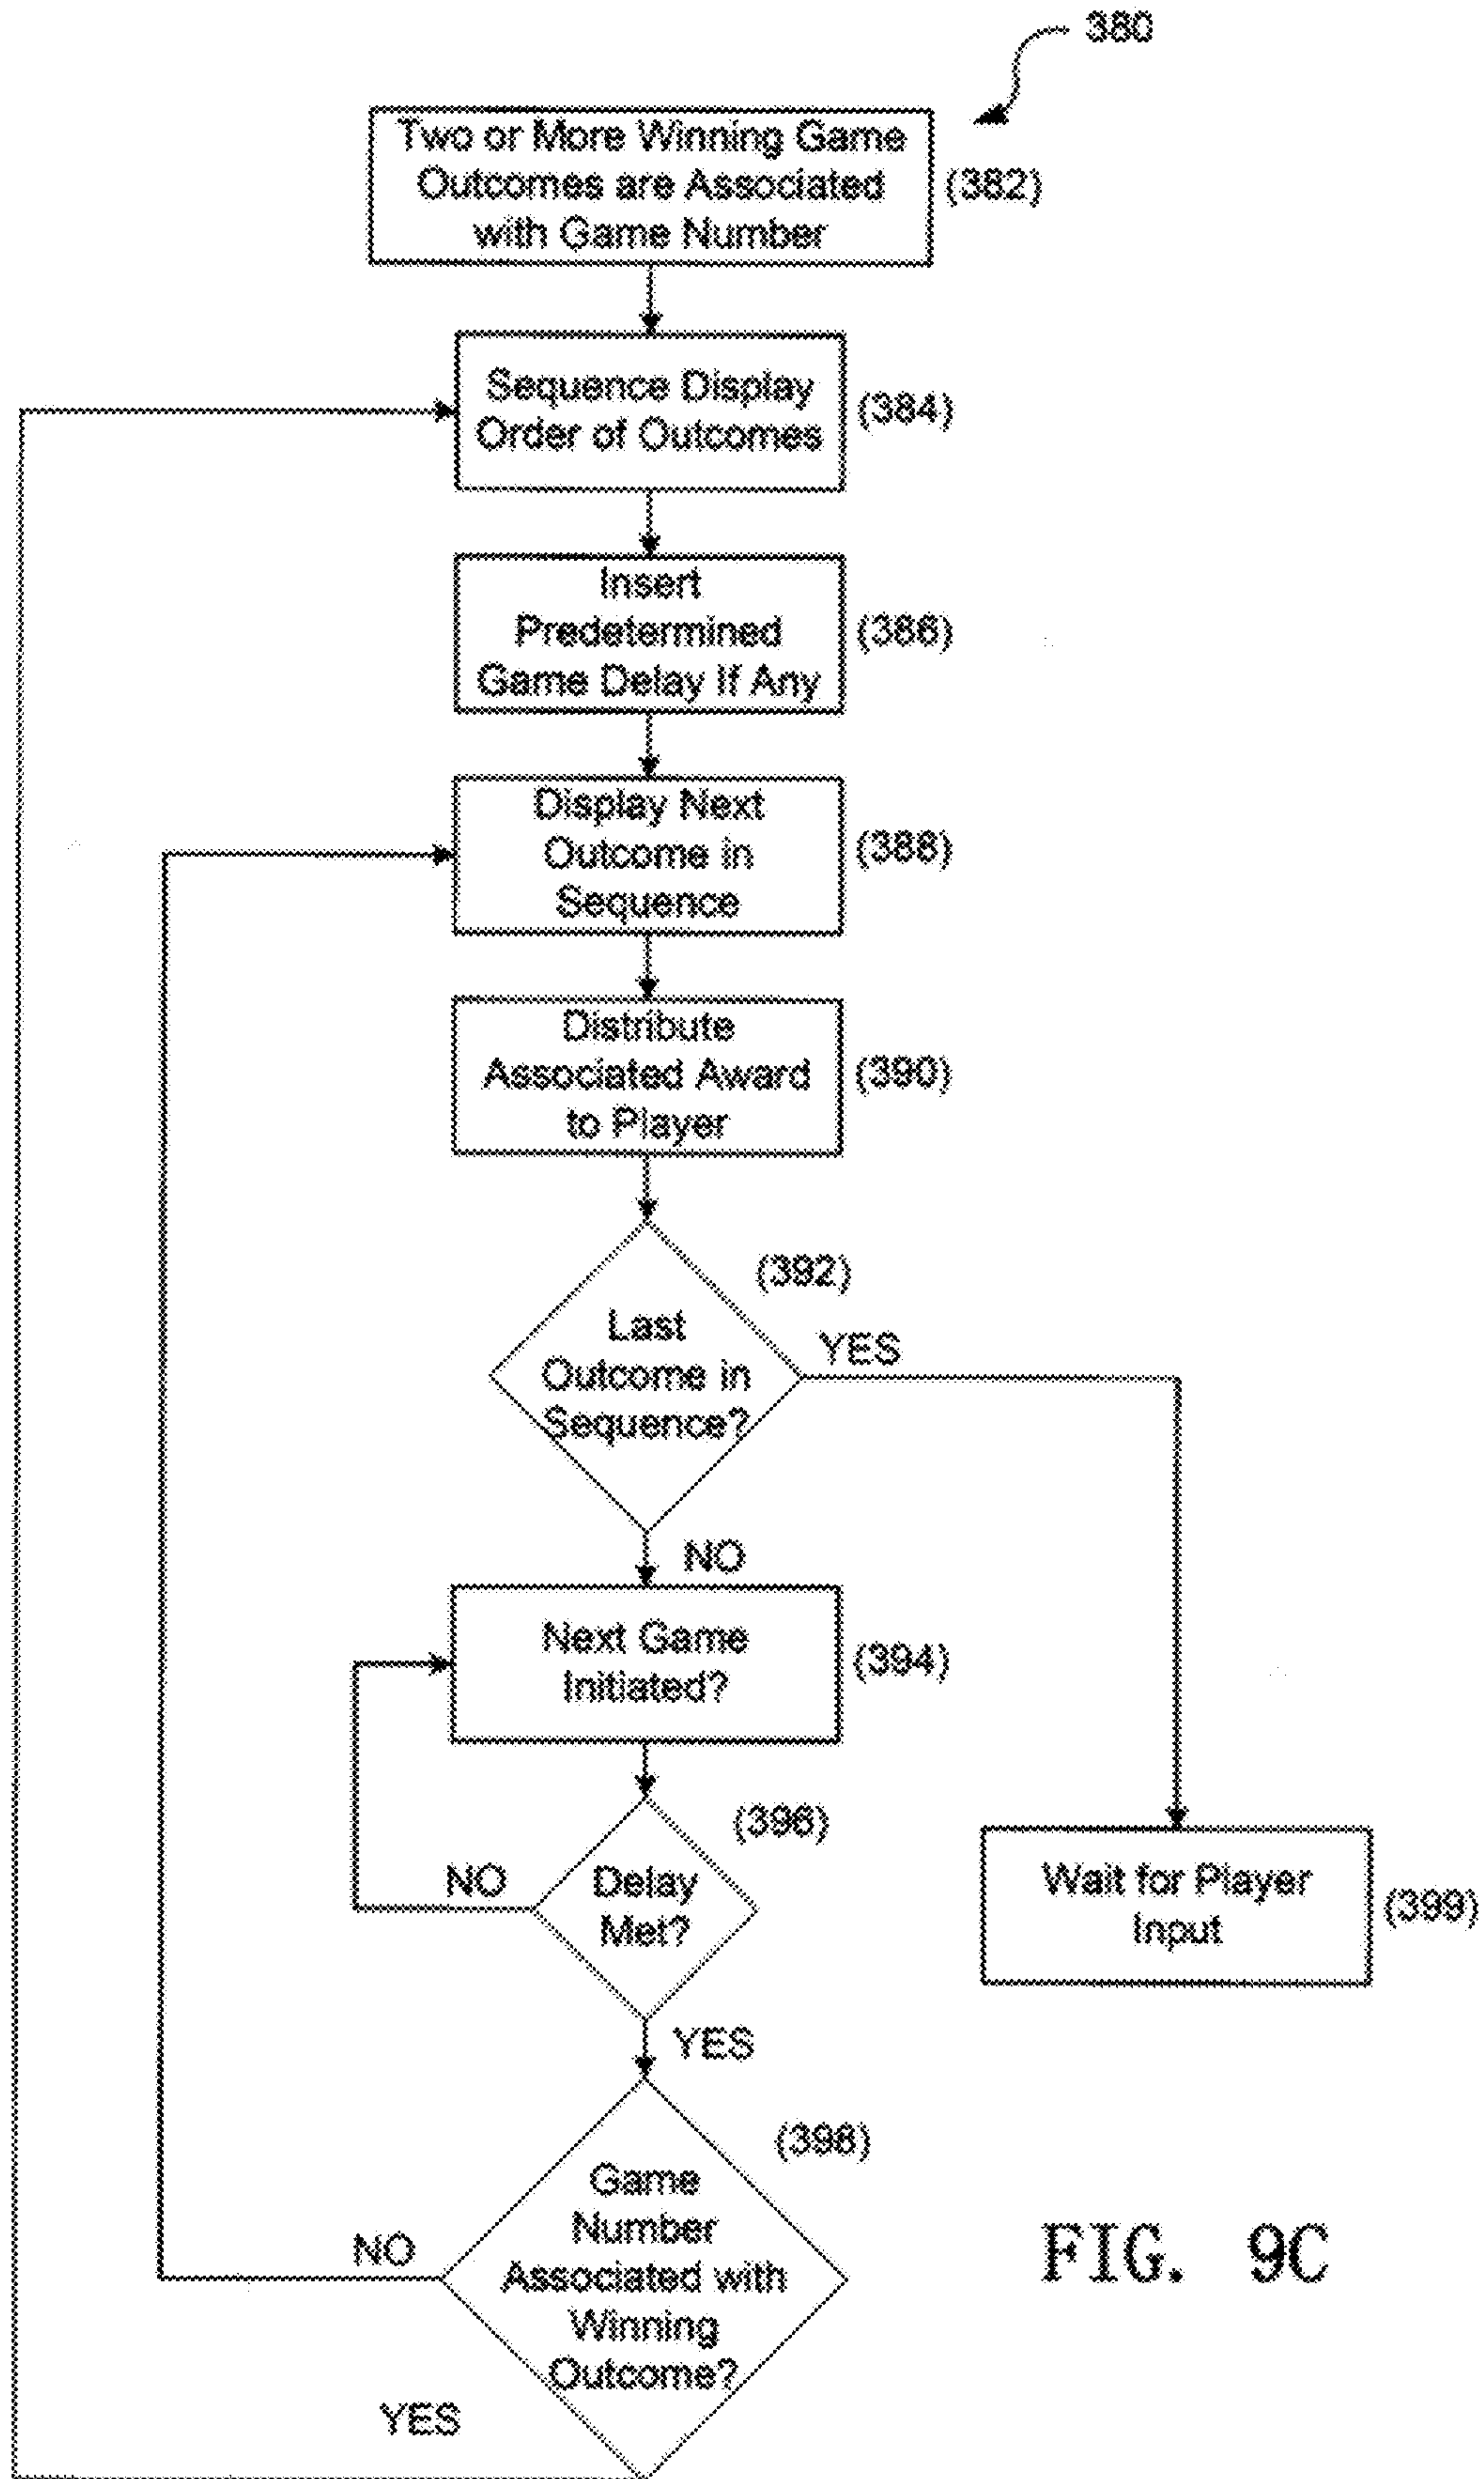 380
Two or More Winning Game
Outcomes are Associated
with Game Number
(382)
Sequence Display
Order of Outcomes
(384)
Insert
Predetermined
Game Delay If Any
(386)
Display Next
Outcome in
Sequence
(388)
Distribute
Associated Award
to Player
(390)
(392)
Last
Outcome in
Sequence?
YES
NO
Next Game
Initiated?
(394)
(396)
Delay
Met?
NO
Wait for Player
Input
(399)
YES
(398)
Game
Number
Associated with
Winning
Outcome?
NO
YES
FIG. 9C